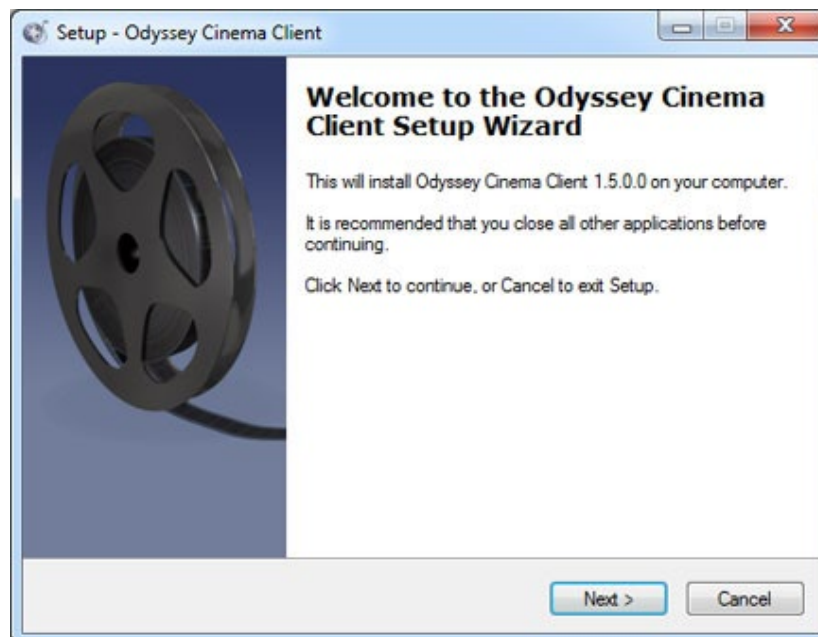 Setup - Odyssey Cinema Client
Welcome to the Odyssey Cinema
Client Setup Wizard
This will install Odyssey Cinema Client 1.5.0.0 on your computer.
It is recommended that you close all other applications before
continuing.
Click Next to continue, or Cancel to exit Setup.
Next >
Cancel